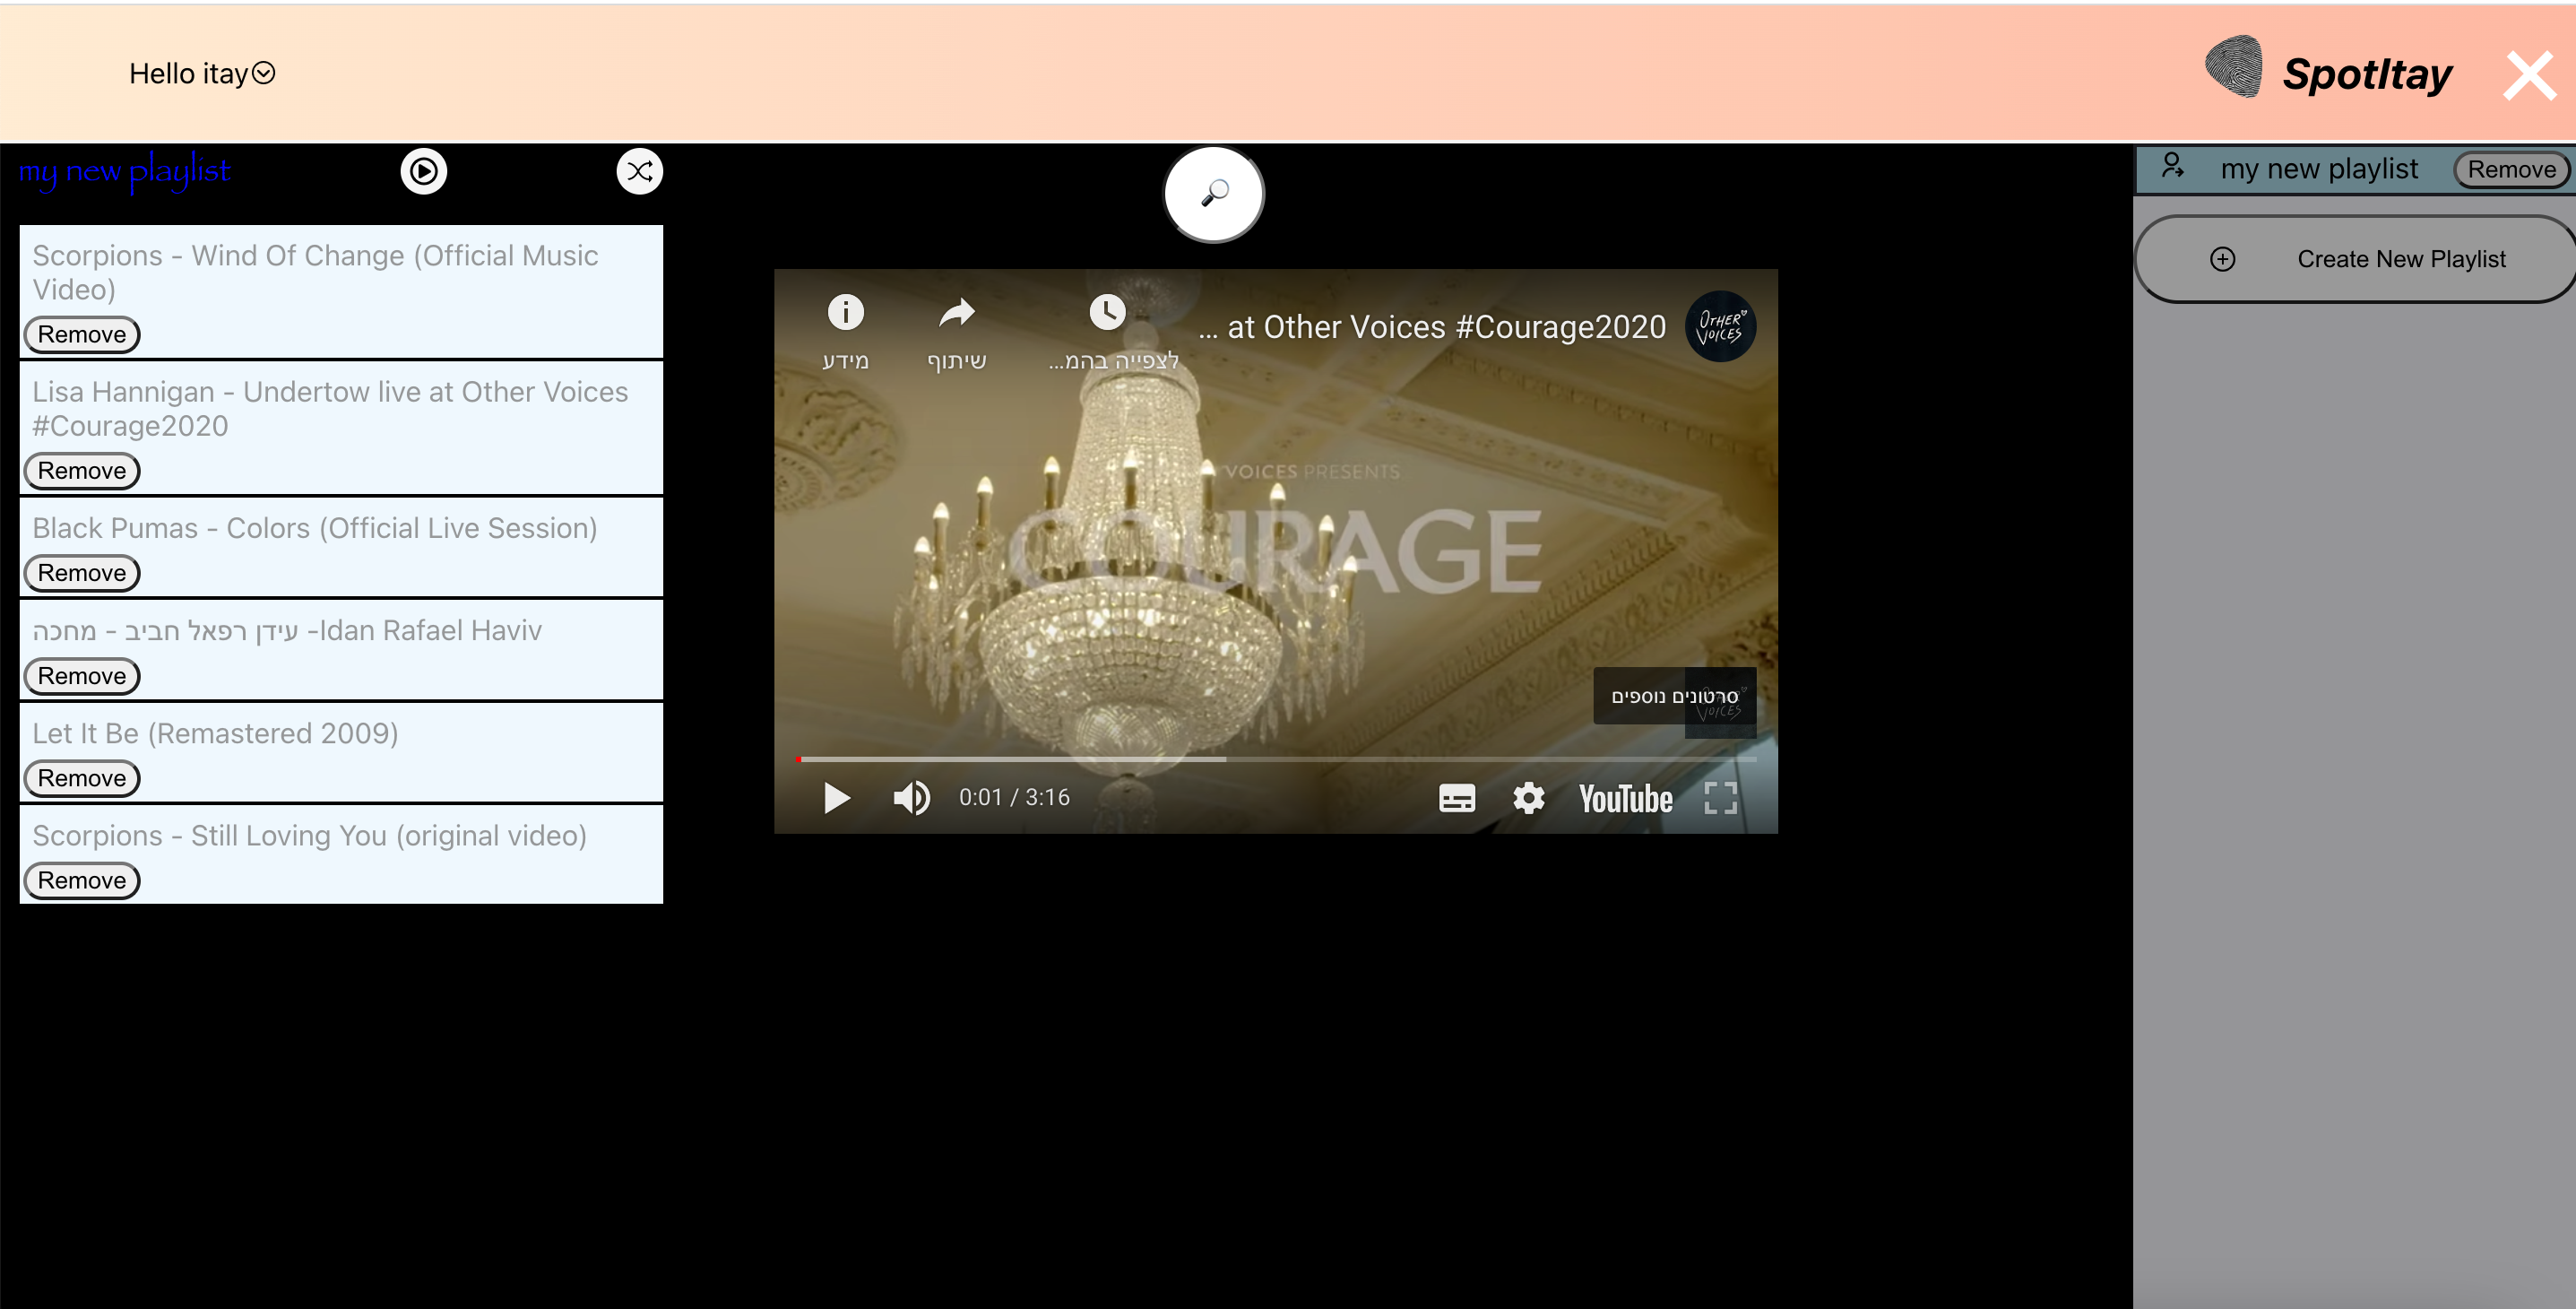 Hello itay
SpotItay
my new playlist
Scorpions - Wind Of Change (Official Music
Video)
Remove
Lisa Hannigan - Undertow live at Other Voices
#Courage2020
Remove
Black Pumas - Colors (Official Live Session)
Remove
עידן רפאל חביב - מחכה -Idan Rafael Haviv
Remove
Let It Be (Remastered 2009)
Remove
Scorpions - Still Loving You (original video)
Remove
מידע
שיתוף
לצפייה בהמ...
... at Other Voices #Courage2020
OTHER
VOICES
VOICES PRESENTS
COURAGE
סרטונים נוספים
OTHER
VOICES
0:01 / 3:16
YouTube
my new playlist
Remove
Create New Playlist